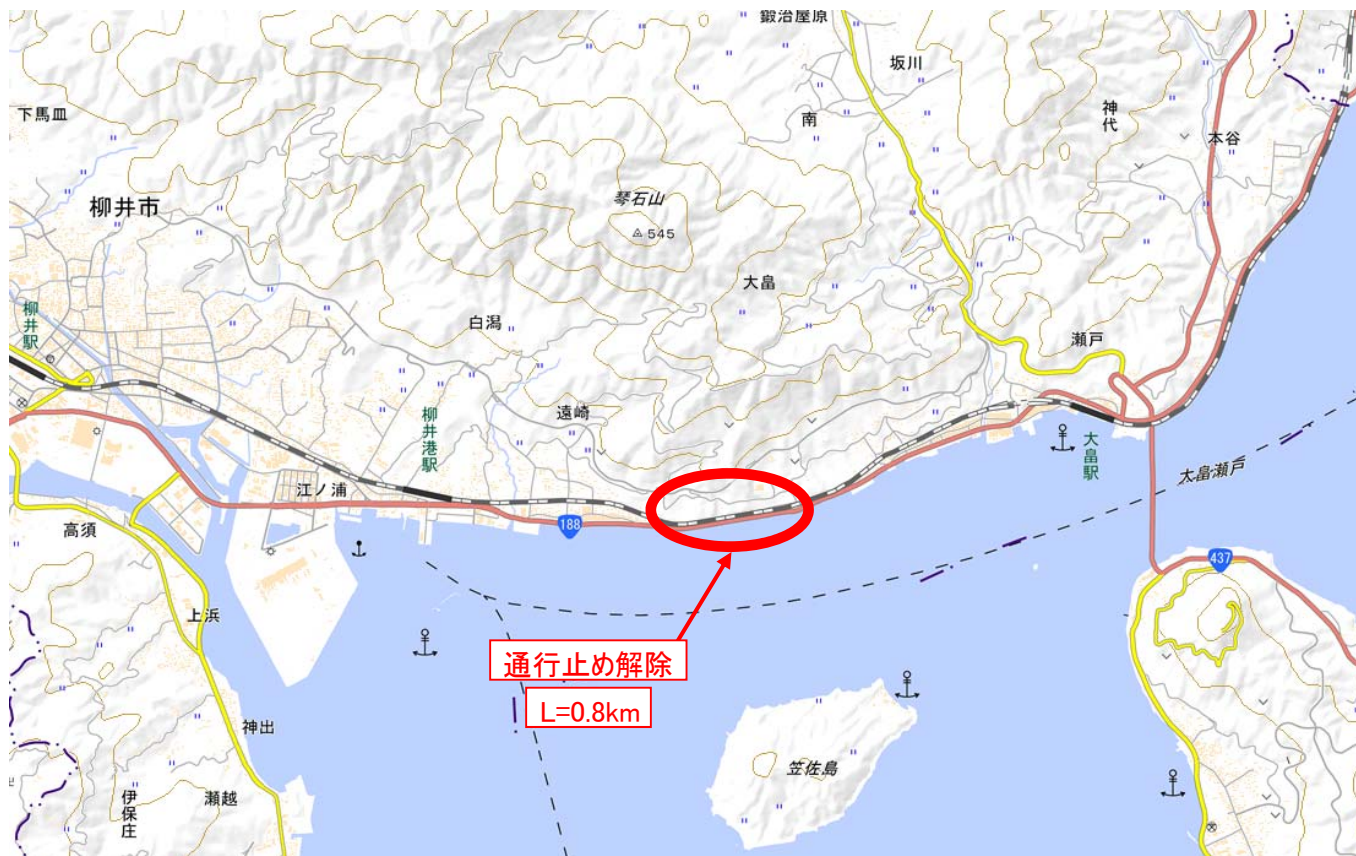 鍛治屋原
坂川
下馬皿
南
神代
本谷
柳井市
琴石山
545
大畠
柳井駅
白潟
瀬戸
遠崎
柳井港駅
大畠駅
大畠瀬戸
江ノ浦
188
高須
437
上浜
通行止め解除
L=0.8km
神出
笠佐島
瀬越
伊保庄